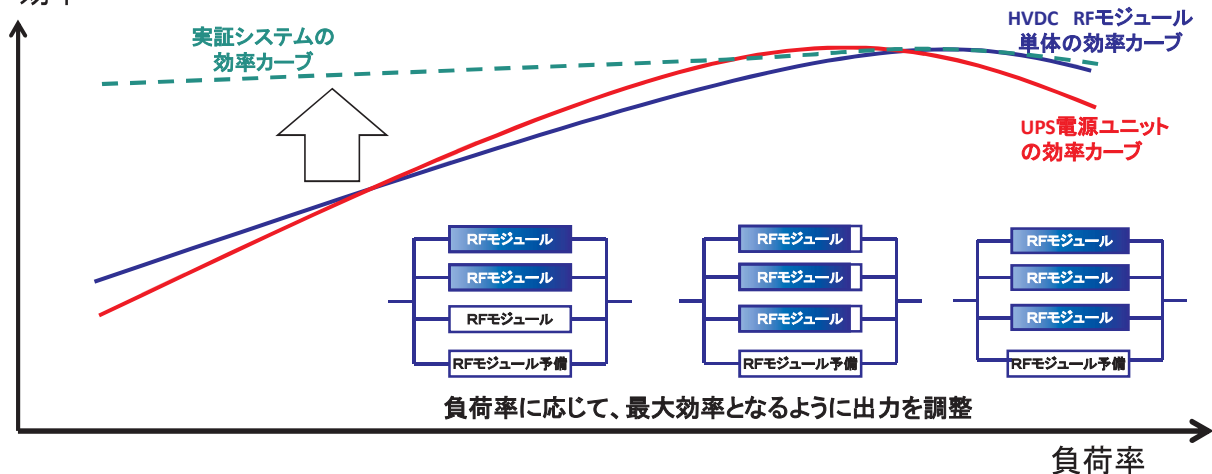 実証システムの
効率カーブ
HVDC RFモジュール
単体の効率カーブ
UPS電源ユニット
の効率カーブ
RFモジュール
RFモジュール
RFモジュール
RFモジュール予備
RFモジュール
RFモジュール
RFモジュール
RFモジュール予備
RFモジュール
RFモジュール
RFモジュール
RFモジュール予備
負荷率に応じて、最大効率となるように出力を調整
負荷率